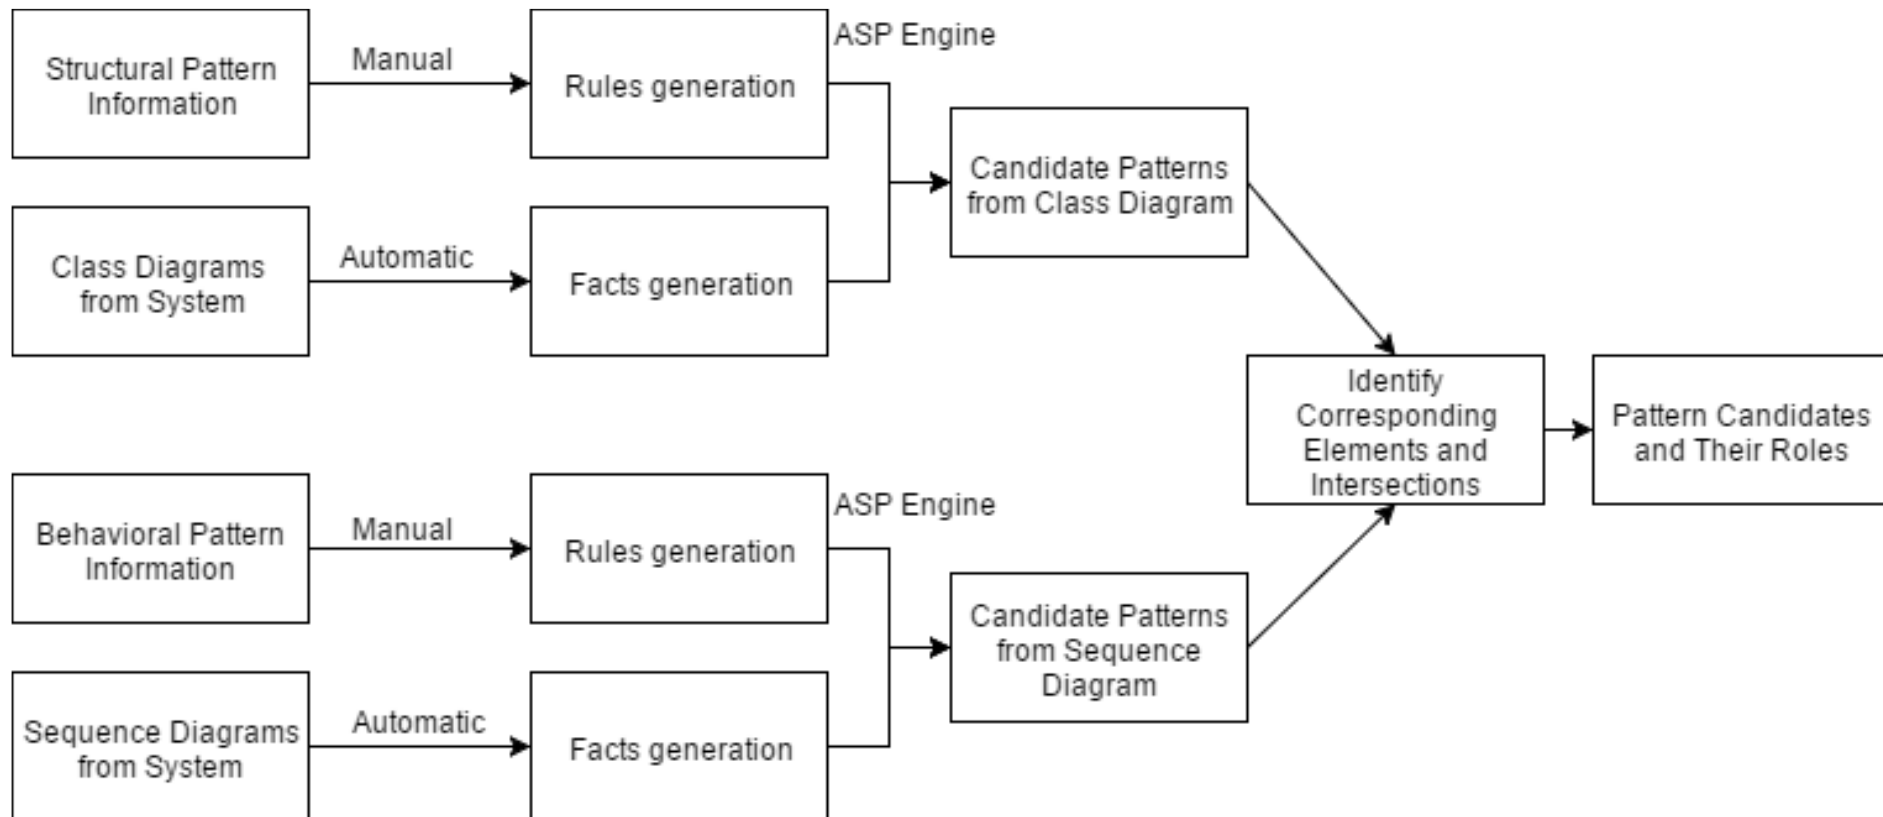 ASP Engine
Structural Pattern
Information
Manual
Rules generation
Candidate Patterns
from Class Diagram
Class Diagrams
from System
Automatic
Facts generation
Identify
Corresponding
Elements and
Intersections
Pattern Candidates
and Their Roles
ASP Engine
Behavioral Pattern
Information
Manual
Rules generation
Candidate Patterns
from Sequence
Diagram
Sequence Diagrams
from System
Automatic
Facts generation